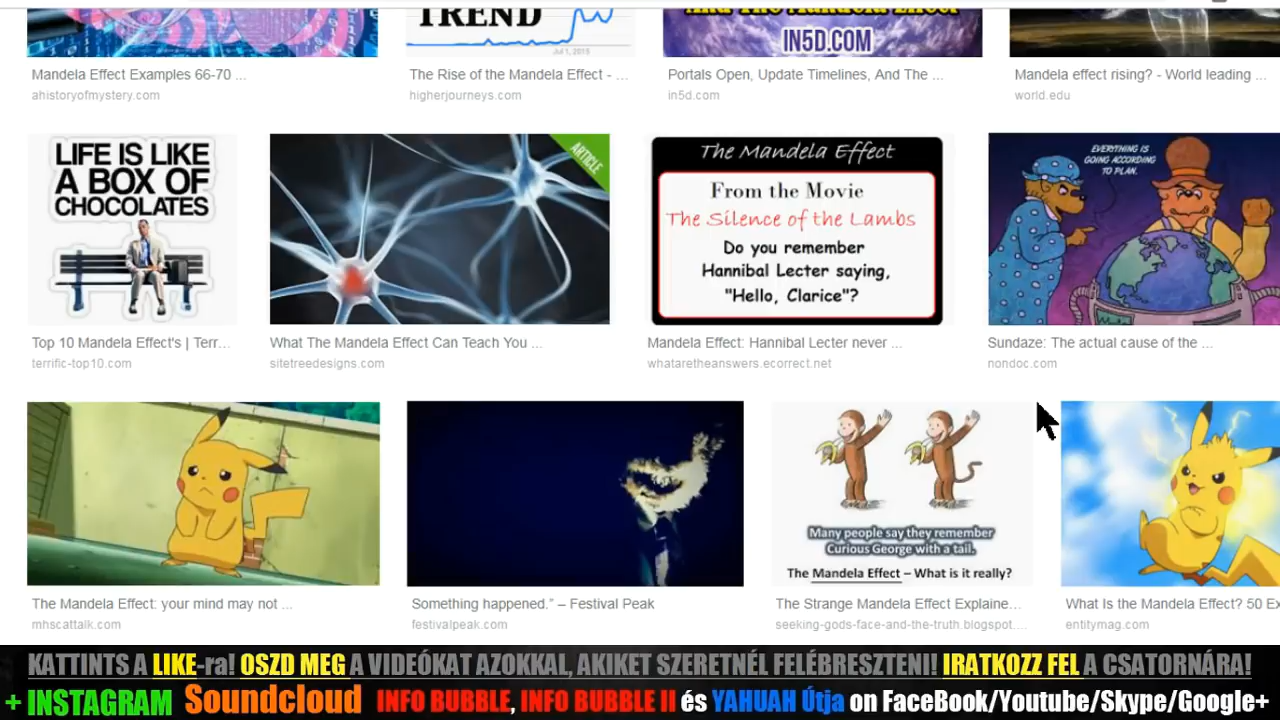 TREND
Jul 1, 2015
And The Mandela Effect
IN5D.COM
Mandela Effect Examples 66-70 ...
The Rise of the Mandela Effect - ...
Portals Open, Update Timelines, And The ...
Mandela effect rising? - World leading ...
ahistoryofmystery.com
higherjourneys.com
in5d.com
world.edu
LIFE IS LIKE
A BOX OF
CHOCOLATES
ARTICLE
The Mandela Effect
From the Movie
The Silence of the Lambs
Do you remember
Hannibal Lecter saying,
"Hello, Clarice"?
EVERYTHING IS
GOING ACCORDING
TO PLAN.
Top 10 Mandela Effect's | Terr...
What The Mandela Effect Can Teach You ...
Mandela Effect: Hannibal Lecter never ...
Sundaze: The actual cause of the ...
terrific-top10.com
sitetreedesigns.com
whataretheanswers.ecorrect.net
nondoc.com
Many people say they remember
Curious George with a tail.
The Mandela Effect – What is it really?
The Mandela Effect: your mind may not ...
Something happened.” – Festival Peak
The Strange Mandela Effect Explaine...
What Is the Mandela Effect? 50 Ex
mhscattalk.com
festivalpeak.com
seeking-gods-face-and-the-truth.blogspot....
entitymag.com
KATTINTS A LIKE-ra! OSZD MEG A VIDEÓKAT AZOKKAL, AKIKET SZERETNÉL FELÉBRESZTENI! IRATKOZZ FEL A CSATORNÁRA!
+ INSTAGRAM Soundcloud INFO BUBBLE, INFO BUBBLE II és YAHUAH Útja on FaceBook/Youtube/Skype/Google+